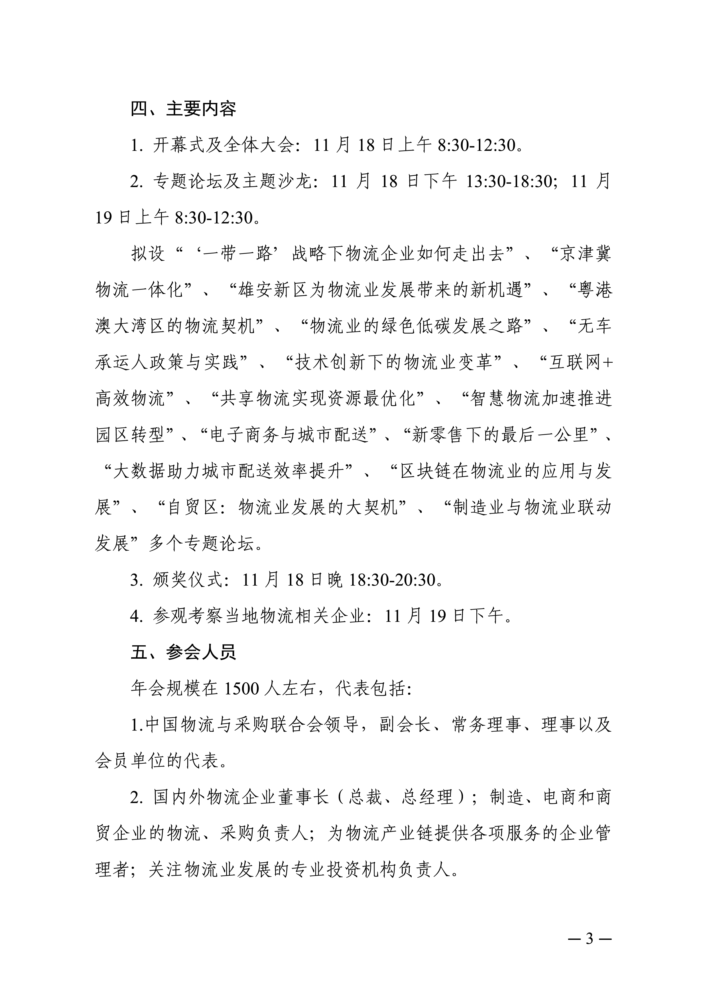 四、主要内容
1. 开幕式及全体大会：11 月 18 日上午 8:30-12:30。
2. 专题论坛及主题沙龙：11 月 18 日下午 13:30-18:30；11 月
19 日上午 8:30-12:30。
拟设“‘一带一路’战略下物流企业如何走出去”、“京津冀
物流一体化”、“雄安新区为物流业发展带来的新机遇”、“粤港
澳大湾区的物流契机”、“物流业的绿色低碳发展之路”、“无车
承运人政策与实践”、“技术创新下的物流业变革”、“互联网+
高效物流”、“共享物流实现资源最优化”、“智慧物流加速推进
园区转型”、“电子商务与城市配送”、“新零售下的最后一公里”、
“大数据助力城市配送效率提升”、“区块链在物流业的应用与发
展”、“自贸区：物流业发展的大契机”、“制造业与物流业联动
发展”多个专题论坛。
3. 颁奖仪式：11 月 18 日晚 18:30-20:30。
4. 参观考察当地物流相关企业：11 月 19 日下午。
五、参会人员
年会规模在 1500 人左右，代表包括：
1.中国物流与采购联合会领导，副会长、常务理事、理事以及
会员单位的代表。
2. 国内外物流企业董事长（总裁、总经理）；制造、电商和商
贸企业的物流、采购负责人；为物流产业链提供各项服务的企业管
理者；关注物流业发展的专业投资机构负责人。
— 3 —